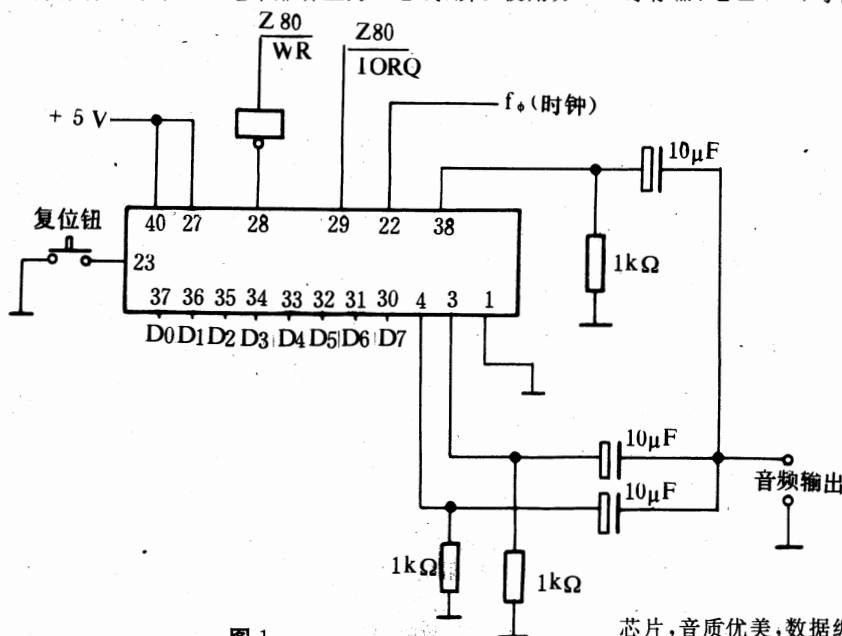 Z80
WR
Z80
IORQ
+5V
fφ(时钟)
10μF
复位钮
40 27 28 29 22 38
23
1kΩ
37 36 35 34 33 32 31 30 4 3 1
D0 D1 D2 D3 D4 D5 D6 D7
10μF
音频输出
10μF
1kΩ
1kΩ
图1
芯片,音质优美,数据